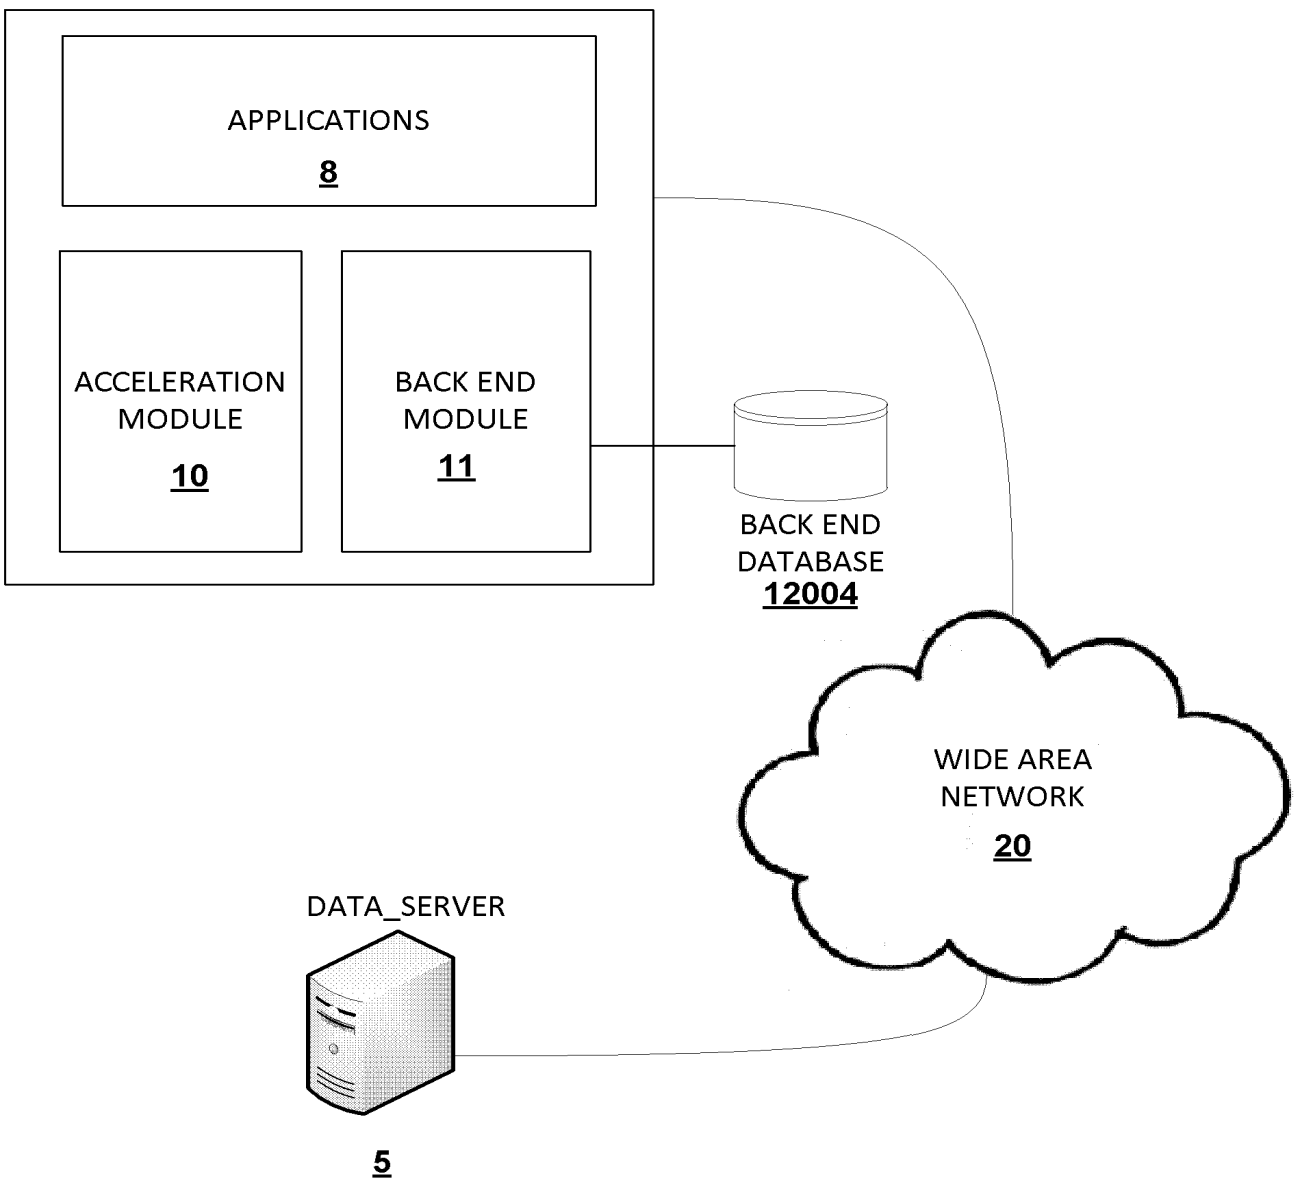 APPLICATIONS
8
ACCELERATION
MODULE
10
BACK END
MODULE
11
BACK END
DATABASE
12004
WIDE AREA
NETWORK
20
DATA_SERVER
5